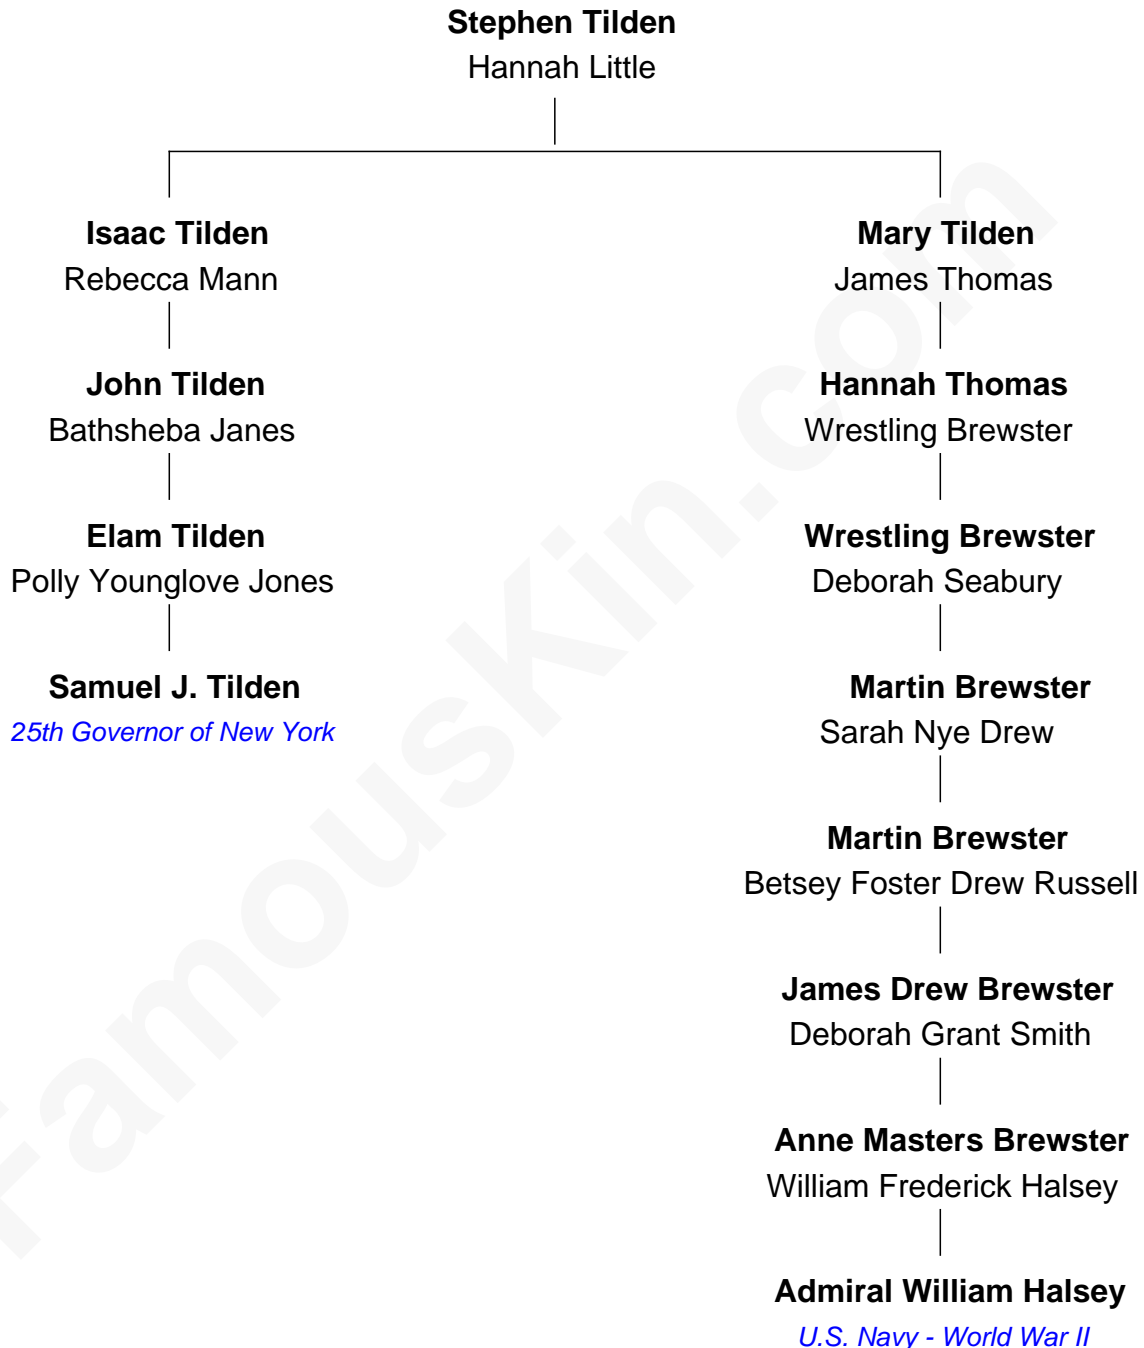 Stephen Tilden
Hannah Little
Isaac Tilden
Rebecca Mann
John Tilden
Bathsheba Janes
Elam Tilden
Polly Younglove Jones
Samuel J. Tilden
25th Governor of New York
Mary Tilden
James Thomas
Hannah Thomas
Wrestling Brewster
Wrestling Brewster
Deborah Seabury
Martin Brewster
Sarah Nye Drew
Martin Brewster
Betsey Foster Drew Russell
James Drew Brewster
Deborah Grant Smith
Anne Masters Brewster
William Frederick Halsey
Admiral William Halsey
U.S. Navy - World War II
FamousKin.com